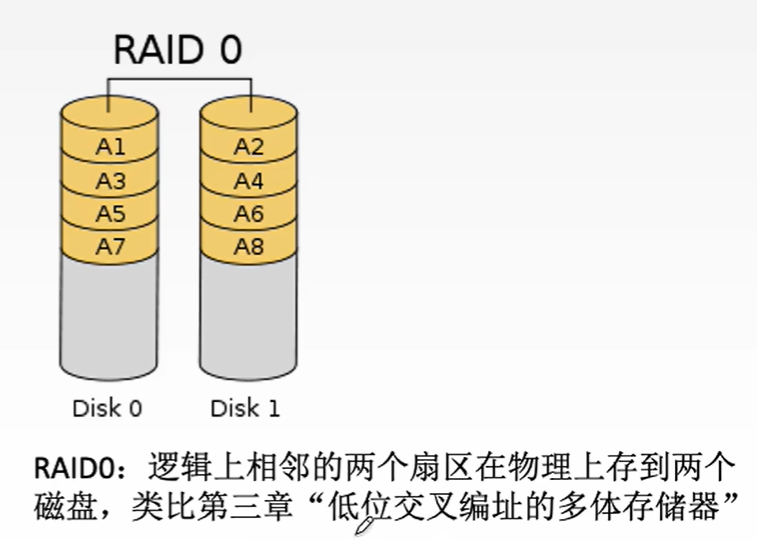 RAID 0
A1 A2
A3 A4
A5 A6
A7 A8
Disk 0 Disk 1
RAID0：逻辑上相邻的两个扇区在物理上存到两个
磁盘，类比第三章“低位交叉编址的多体存储器”